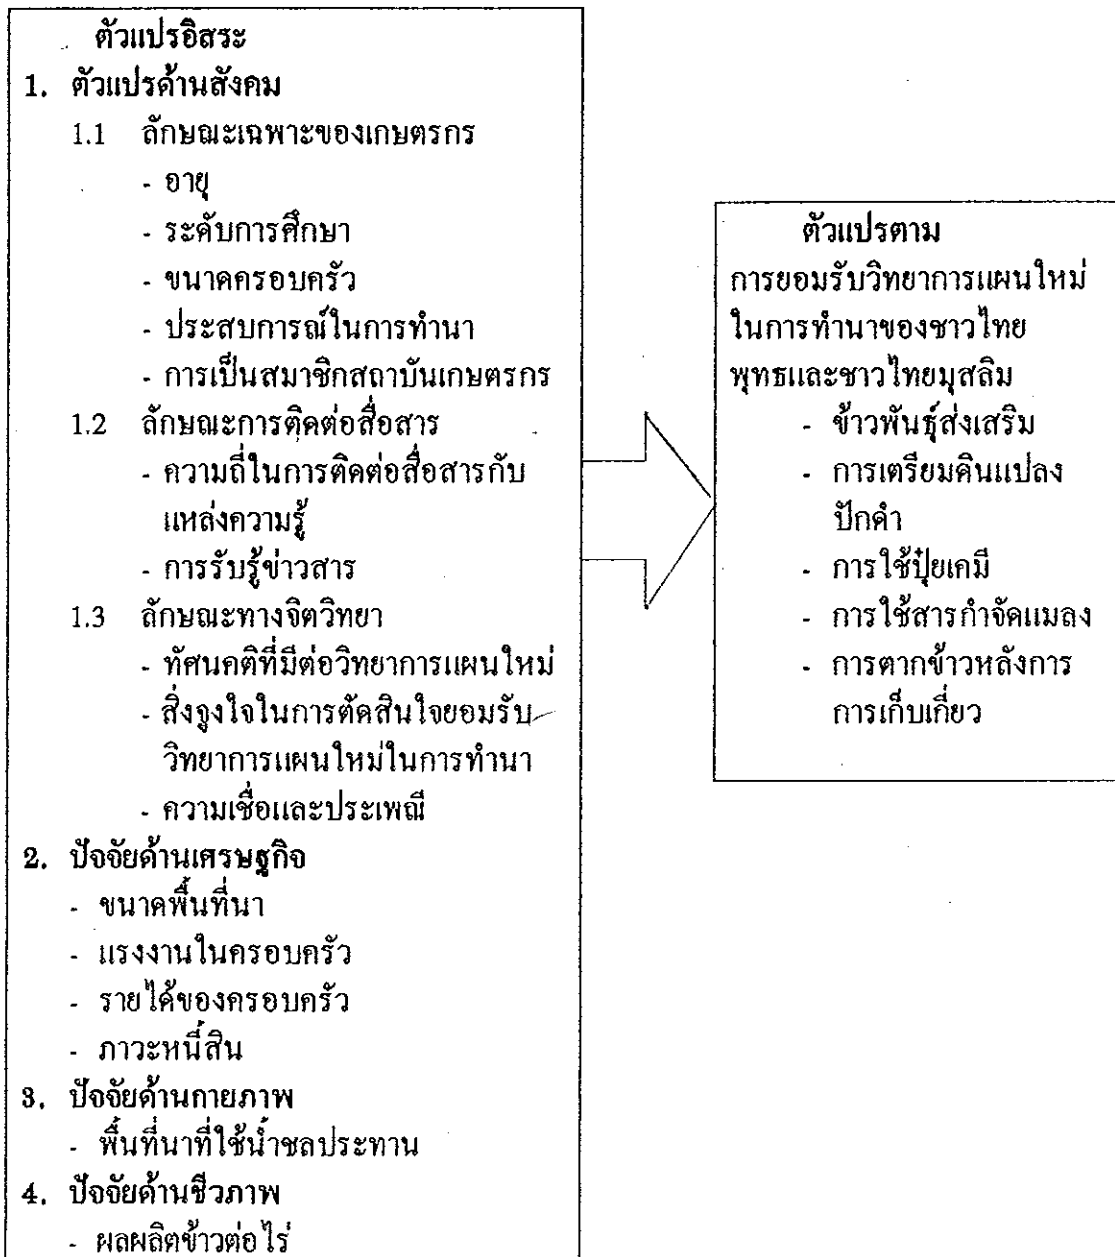 ตัวแปรอิสระ
1. ตัวแปรด้านสังคม
1.1 ลักษณะเฉพาะของเกษตรกร
- อายุ
- ระดับการศึกษา
- ขนาดครอบครัว
- ประสบการณ์ในการทำนา
- การเป็นสมาชิกสถาบันเกษตรกร
1.2 ลักษณะการติดต่อสื่อสาร
- ความถี่ในการติดต่อสื่อสารกับ
แหล่งความรู้
- การรับรู้ข่าวสาร
1.3 ลักษณะทางจิตวิทยา
- ทัศนคติที่มีต่อวิทยาการแผนใหม่
- สิ่งจูงใจในการตัดสินใจยอมรับ
วิทยาการแผนใหม่ในการทำนา
- ความเชื่อและประเพณี
2. ปัจจัยด้านเศรษฐกิจ
- ขนาดพื้นที่นา
- แรงงานในครอบครัว
- รายได้ของครอบครัว
- ภาวะหนี้สิน
3. ปัจจัยด้านกายภาพ
- พื้นที่นาที่ใช้น้ำชลประทาน
4. ปัจจัยด้านชีวภาพ
- ผลผลิตข้าวต่อไร่
ตัวแปรตาม
การยอมรับวิทยาการแผนใหม่
ในการทำนาของชาวไทย
พุทธและชาวไทยมุสลิม
- ข้าวพันธุ์ส่งเสริม
- การเตรียมดินแปลง
ปักดำ
- การใช้ปุ๋ยเคมี
- การใช้สารกำจัดแมลง
- การตากข้าวหลังการ
การเก็บเกี่ยว